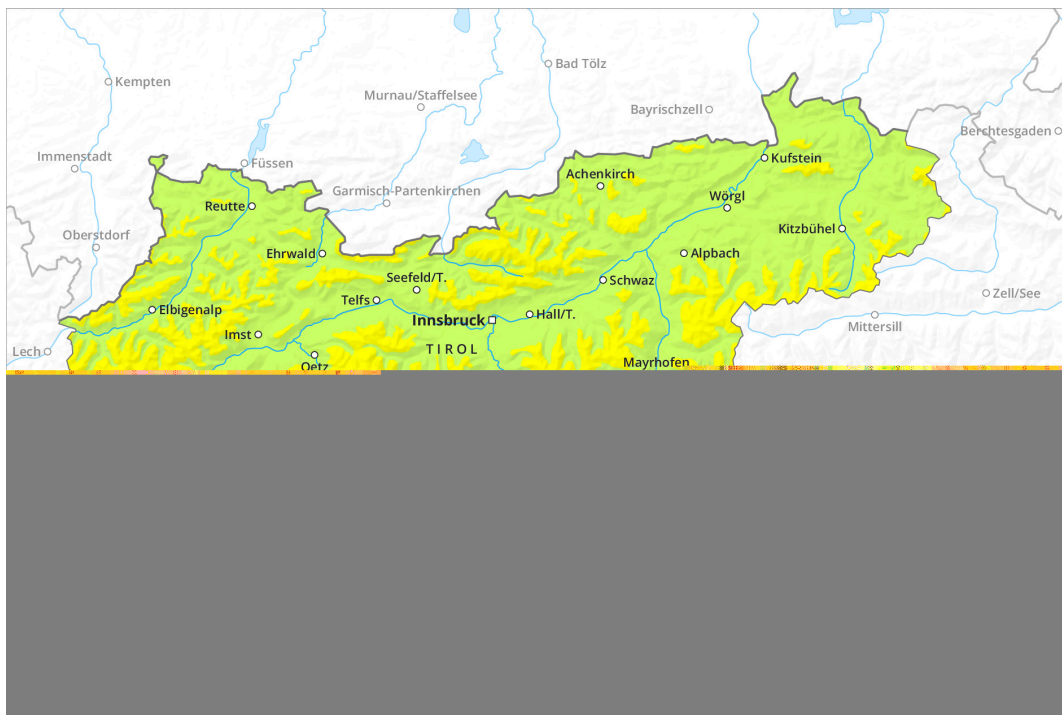 Kempten
Bad Tölz
Murnau/Staffelsee
Bayrischzell
Berchtesgaden
Immenstadt
Füssen
Kufstein
Achenkirch
Garmisch-Partenkirchen
Wörgl
Reutte
Kitzbühel
Oberstdorf
Ehrwald
Alpbach
Seefeld/T.
Schwaz
Zell/See
Telfs
Elbigenalp
Innsbruck
Hall/T.
Mittersill
Imst
TIROL
Lech
Mayrhofen
Oetz